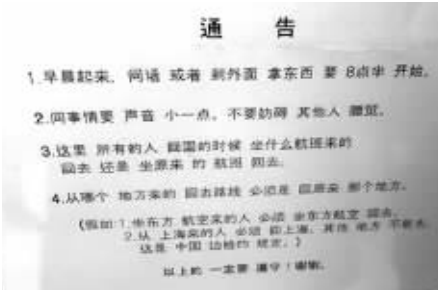 通 告
1.早晨起来, 问话 或者 到外面 拿东西 要 8点半 开始。
2.问事情要 声音 小一点。不要妨碍 其他人 睡觉。
3.这里 所有的人 回国的时候 坐什么航班来的
回去 还是 坐原来 的 航班 回去.
4.从哪个 地方来的 回去路线 必须是 回原来 那个地方。
(假如:1.坐东方 航空来的人 必须 坐东方航空 回去.
2.从 上海来的人 必须 回上海. 其他 地方 不能去
这是 中国 边检的 规定。)
以上的 一定要 遵守!谢谢.